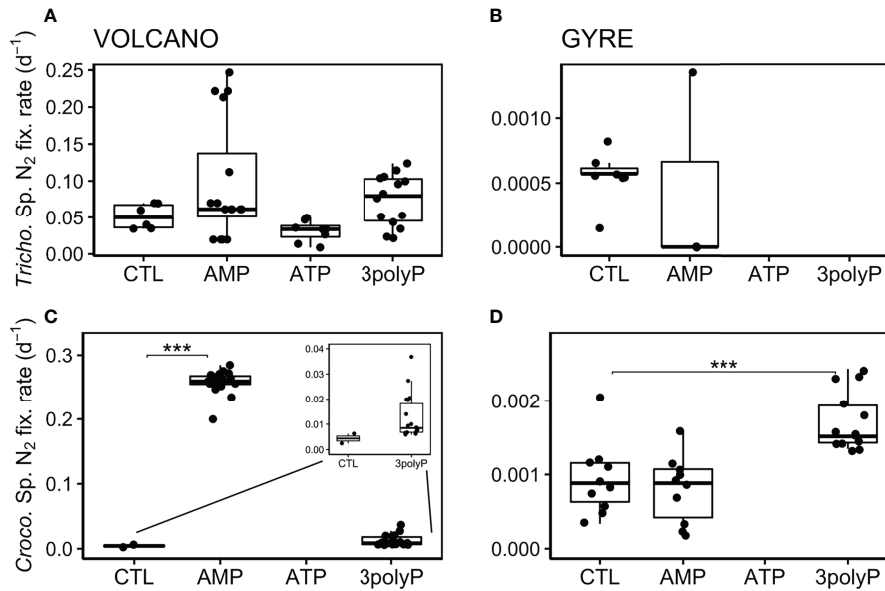 A
VOLCANO
Tricho. Sp. N₂ fix. rate (d⁻¹)
0.25
0.20
0.15
0.10
0.05
0.00
CTL AMP ATP 3polyP
B
GYRE
0.0010
0.0005
0.0000
CTL AMP ATP 3polyP
C
Croco. Sp. N₂ fix. rate (d⁻¹)
0.3
0.2
0.1
0.0
***
0.04
0.03
0.02
0.01
0.00
CTL 3polyP
CTL AMP ATP 3polyP
D
0.002
0.001
0.000
***
CTL AMP ATP 3polyP